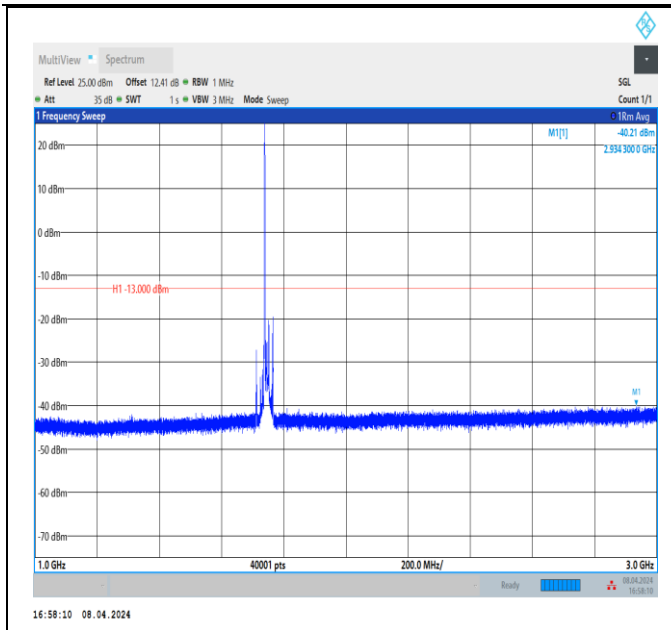 MultiView Spectrum
Ref Level 25.00 dBm Offset 12.41 dB RBW 1 MHz SGL
Att 35 dB SWT 1 s VBW 3 MHz Mode Sweep Count 1/1
1 Frequency Sweep 1Rm Avg
M1[1] -40.21 dBm
2.934 300 0 GHz
20 dBm
10 dBm
0 dBm
-10 dBm
H1 -13.000 dBm
-20 dBm
-30 dBm
-40 dBm
M1
-50 dBm
-60 dBm
-70 dBm
1.0 GHz 40001 pts 200.0 MHz/ 3.0 GHz
Ready 08.04.2024
16:58:10
16:58:10 08.04.2024